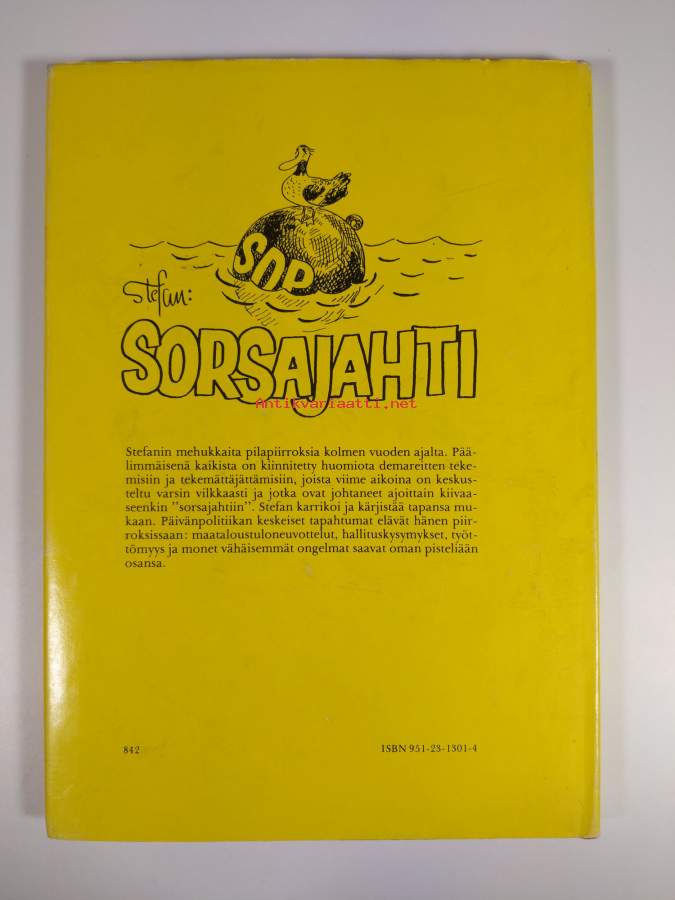 SDP
Stefan:
SORSAJAHTI
Antikvariaatti.net
Stefanin mehukkaita pilapiirroksia kolmen vuoden ajalta. Pää-
limmäisenä kaikista on kiinnitetty huomiota demareitten teke-
misiin ja tekemättäjättämisiin, joista viime aikoina on keskus-
teltu varsin vilkkaasti ja jotka ovat johtaneet ajoittain kiivaa-
seenkin "sorsajahtiin". Stefan karrikoi ja kärjistää tapansa mu-
kaan. Päivänpolitiikan keskeiset tapahtumat elävät hänen piir-
roksissaan: maataloustuloneuvottelut, hallituskysymykset, työt-
tömyys ja monet vähäisemmät ongelmat saavat oman pisteliään
osansa.
842
ISBN 951-23-1301-4